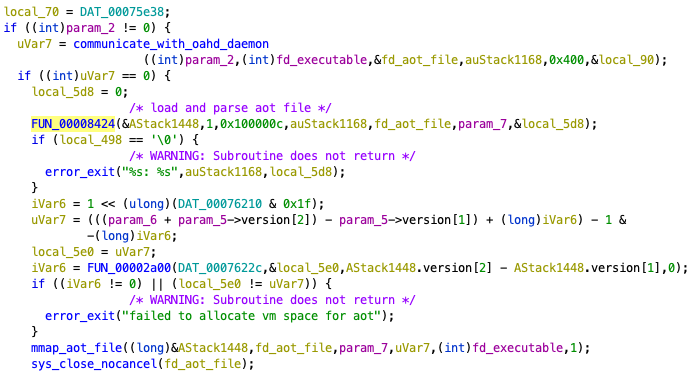 local_70 = DAT_00075e38;
if ((int)param_2 != 0) {
uVar7 = communicate_with_oahd_daemon
((int)param_2,(int)fd_executable,&fd_aot_file,auStack1168,0x400,&local_90);
if ((int)uVar7 == 0) {
local_5d8 = 0;
/* load and parse aot file */
FUN_00008424(&AStack1448,1,0x100000c,auStack1168,fd_aot_file,param_7,&local_5d8);
if (local_498 == '\0') {
/* WARNING: Subroutine does not return */
error_exit("%s: %s",auStack1168,local_5d8);
}
iVar6 = 1 << (ulong)(DAT_00076210 & 0x1f);
uVar7 = (((param_6 + param_5->version[2]) - param_5->version[1]) + (long)iVar6) - 1 &
-(long)iVar6;
local_5e0 = uVar7;
iVar6 = FUN_00002a00(DAT_0007622c,&local_5e0,AStack1448.version[2] - AStack1448.version[1],0);
if ((iVar6 != 0) || (local_5e0 != uVar7)) {
/* WARNING: Subroutine does not return */
error_exit("failed to allocate vm space for aot");
}
mmap_aot_file((long)&AStack1448,fd_aot_file,param_7,uVar7,(int)fd_executable,1);
sys_close_nocancel(fd_aot_file);